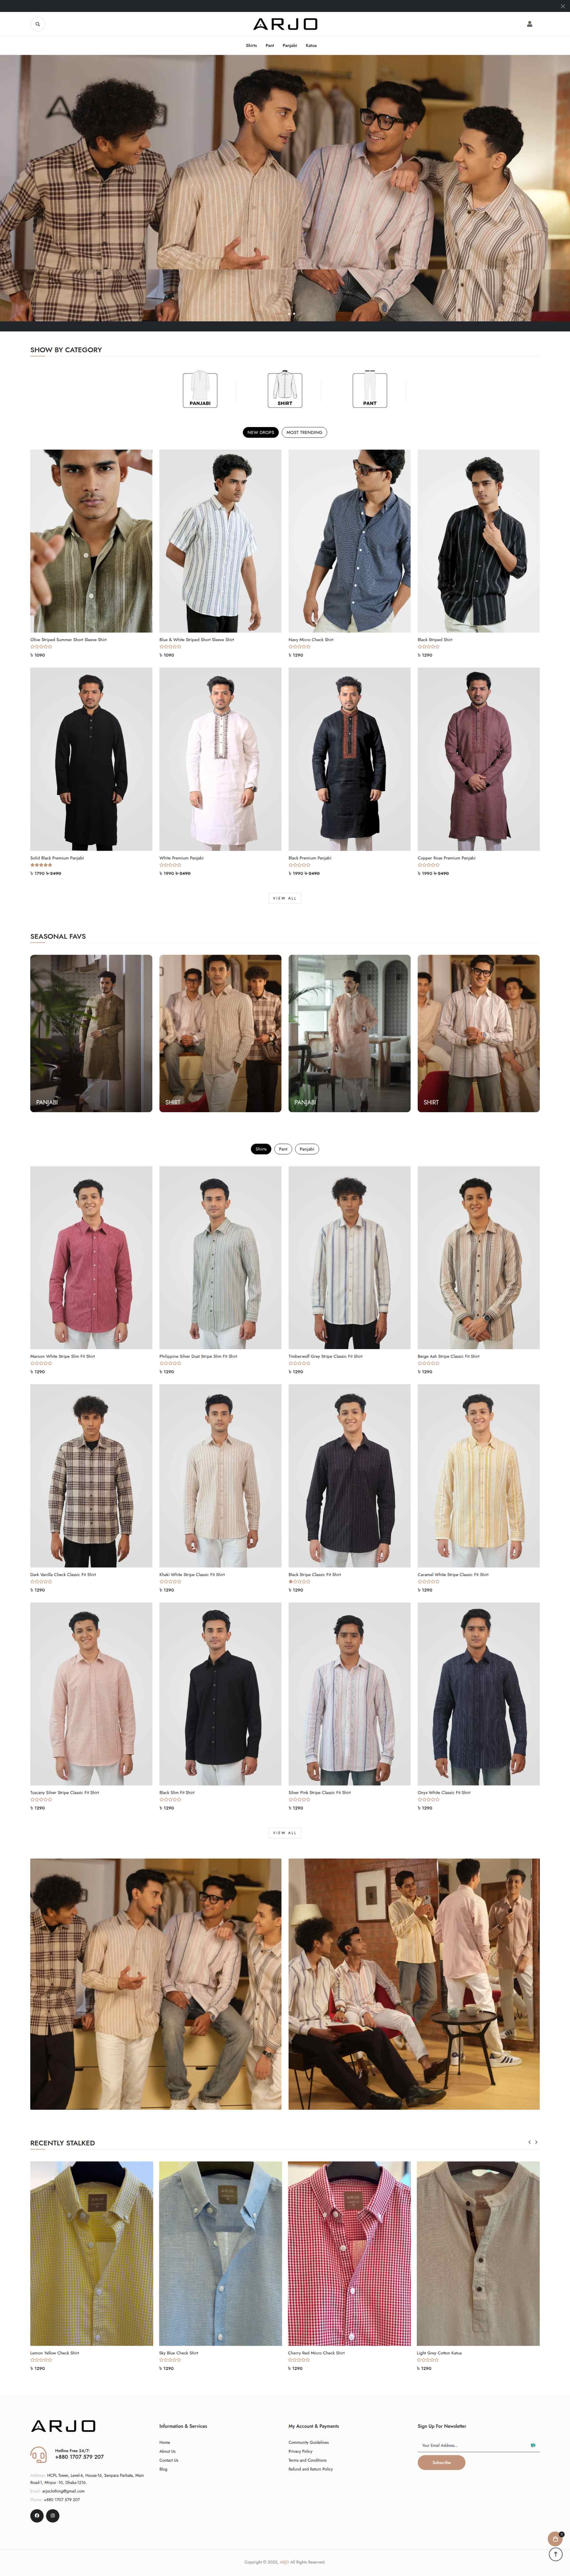 ARJO
Shirts Pant Panjabi Katua
SHOW BY CATEGORY
PANJABI
SHIRT
PANT
NEW DROPS
MOST TRENDING
Olive Striped Summer Short Sleeve Shirt
৳ 1090
Blue & White Striped Short Sleeve Shirt
৳ 1090
Navy Micro Check Shirt
৳ 1290
Black Striped Shirt
৳ 1290
Solid Black Premium Panjabi
৳ 1790 ৳ 2490
White Premium Panjabi
৳ 1990 ৳ 2490
Black Premium Panjabi
৳ 1990 ৳ 2490
Copper Rose Premium Panjabi
৳ 1990 ৳ 2490
VIEW ALL
SEASONAL FAVS
PANJABI
SHIRT
PANJABI
SHIRT
Shirts
Pant
Panjabi
Maroon White Stripe Slim Fit Shirt
৳ 1290
Philippine Silver Dust Stripe Slim Fit Shirt
৳ 1290
Timberwolf Grey Stripe Classic Fit Shirt
৳ 1290
Beige Ash Stripe Classic Fit Shirt
৳ 1290
Dark Vanilla Check Classic Fit Shirt
৳ 1290
Khaki White Stripe Classic Fit Shirt
৳ 1290
Black Stripe Classic Fit Shirt
৳ 1290
Caramel White Stripe Classic Fit Shirt
৳ 1290
Tuscany Silver Stripe Classic Fit Shirt
৳ 1290
Black Slim Fit Shirt
৳ 1290
Silver Pink Stripe Classic Fit Shirt
৳ 1290
Onyx White Classic Fit Shirt
৳ 1290
VIEW ALL
RECENTLY STALKED
Lemon Yellow Check Shirt
৳ 1290
Sky Blue Check Shirt
৳ 1290
Cherry Red Micro Check Shirt
৳ 1290
Light Grey Cotton Katua
৳ 1290
ARJO
Hotline Free 24/7:
+880 1707 579 207
Address: HCPL Tower, Level-6, House-16, Senpara Parbata, Main
Road-1, Mirpur -10, Dhaka-1216.
Email: arjoclothing@gmail.com
Phone: +880 1707 579 207
Information & Services
Home
About Us
Contact Us
Blog
My Account & Payments
Community Guidelines
Privacy Policy
Terms and Conditions
Refund and Return Policy
Sign Up For Newsletter
Your Email Address...
Subscribe
0
Copyright © 2025, ARJO All Rights Reserved.